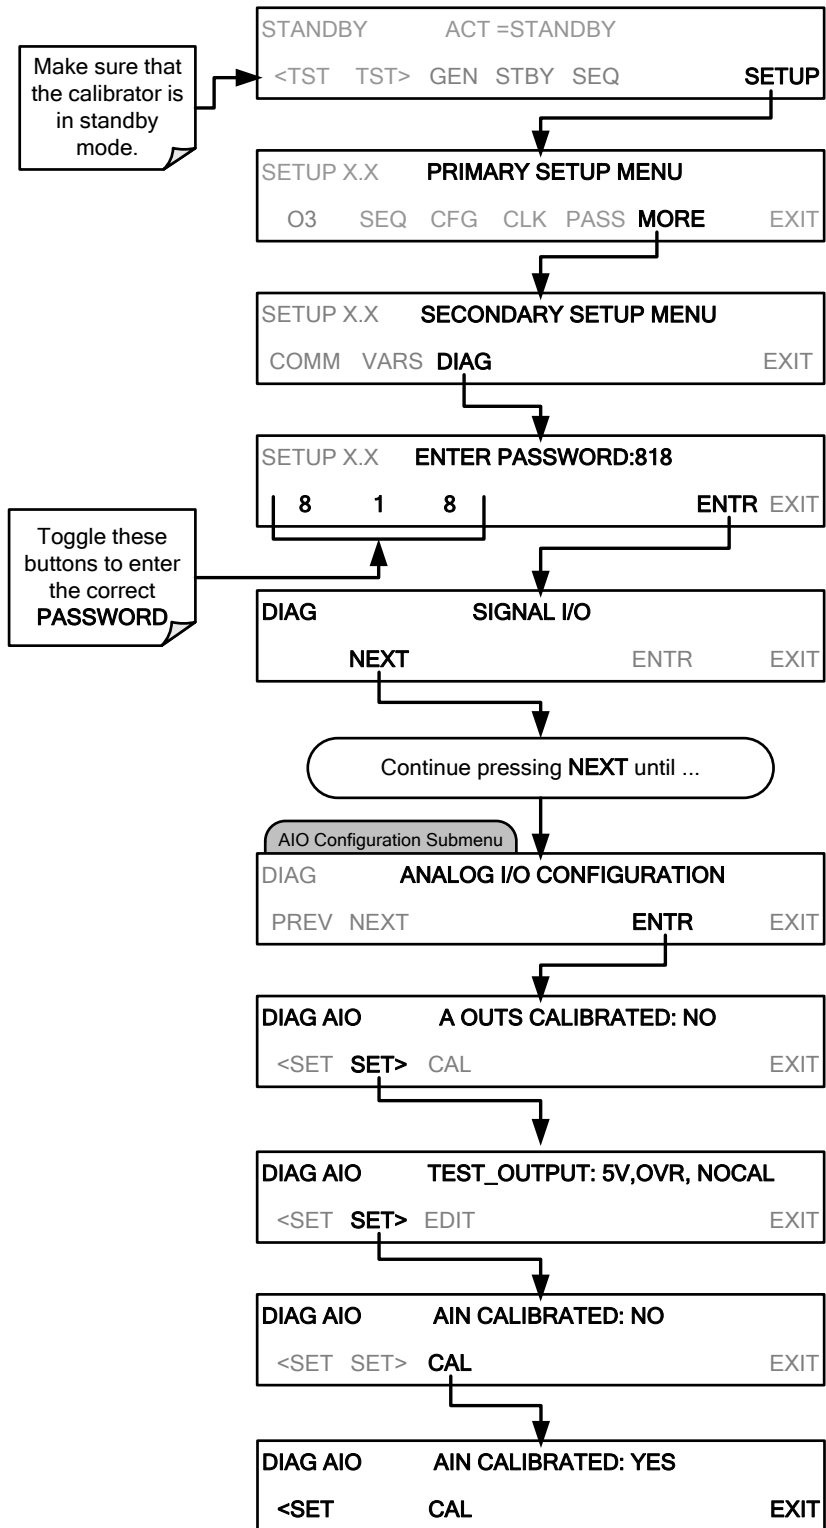 STANDBY ACT =STANDBY
<TST TST> GEN STBY SEQ SETUP
Make sure that
the calibrator is
in standby
mode.
SETUP X.X PRIMARY SETUP MENU
O3 SEQ CFG CLK PASS MORE EXIT
SETUP X.X SECONDARY SETUP MENU
COMM VARS DIAG EXIT
SETUP X.X ENTER PASSWORD:818
8 1 8 ENTR EXIT
Toggle these
buttons to enter
the correct
PASSWORD
DIAG SIGNAL I/O
NEXT ENTR EXIT
Continue pressing NEXT until ...
AIO Configuration Submenu
DIAG ANALOG I/O CONFIGURATION
PREV NEXT ENTR EXIT
DIAG AIO A OUTS CALIBRATED: NO
<SET SET> CAL EXIT
DIAG AIO TEST_OUTPUT: 5V,OVR, NOCAL
<SET SET> EDIT EXIT
DIAG AIO AIN CALIBRATED: NO
<SET SET> CAL EXIT
DIAG AIO AIN CALIBRATED: YES
<SET CAL EXIT